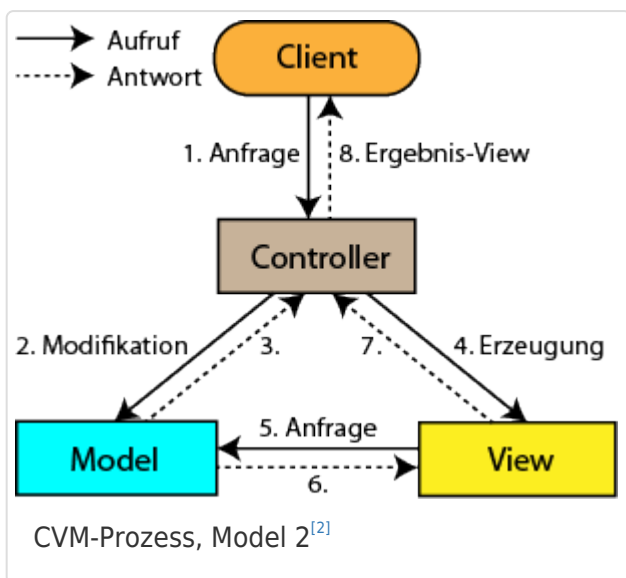 Aufruf
Antwort
Client
1. Anfrage
8. Ergebnis-View
Controller
2. Modifikation
3.
7.
4. Erzeugung
5. Anfrage
Model
View
6.
CVM-Prozess, Model 2[2]